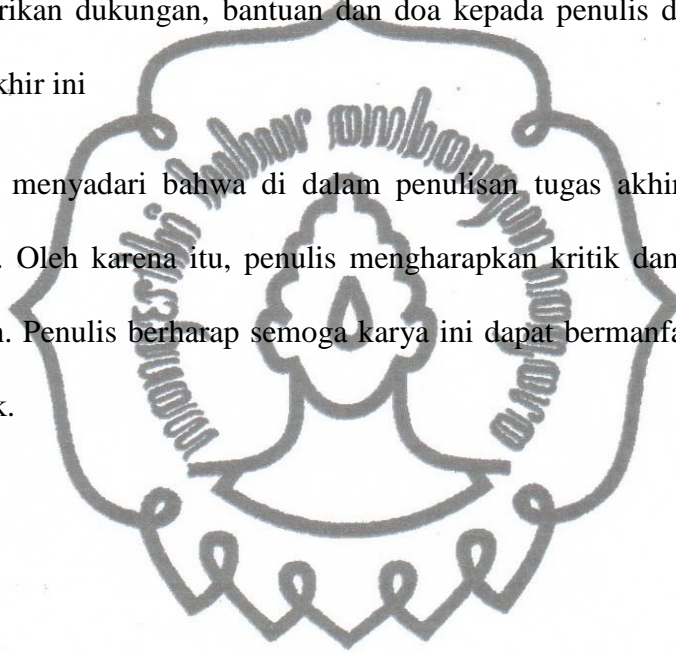 rikan dukungan, bantuan dan doa kepada penulis d
khir ini
menyadari bahwa di dalam penulisan tugas akhir
. Oleh karena itu, penulis mengharapkan kritik dan
. Penulis berharap semoga karya ini dapat bermanfa
k.